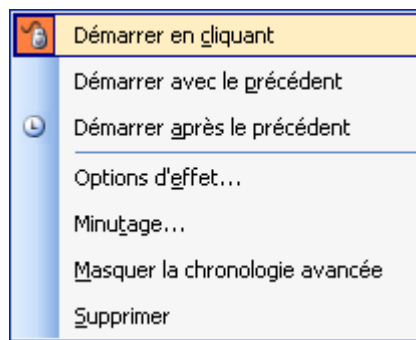 Démarrer en cliquant
Démarrer avec le précédent
Démarrer après le précédent
Options d'effet...
Minutage...
Masquer la chronologie avancée
Supprimer